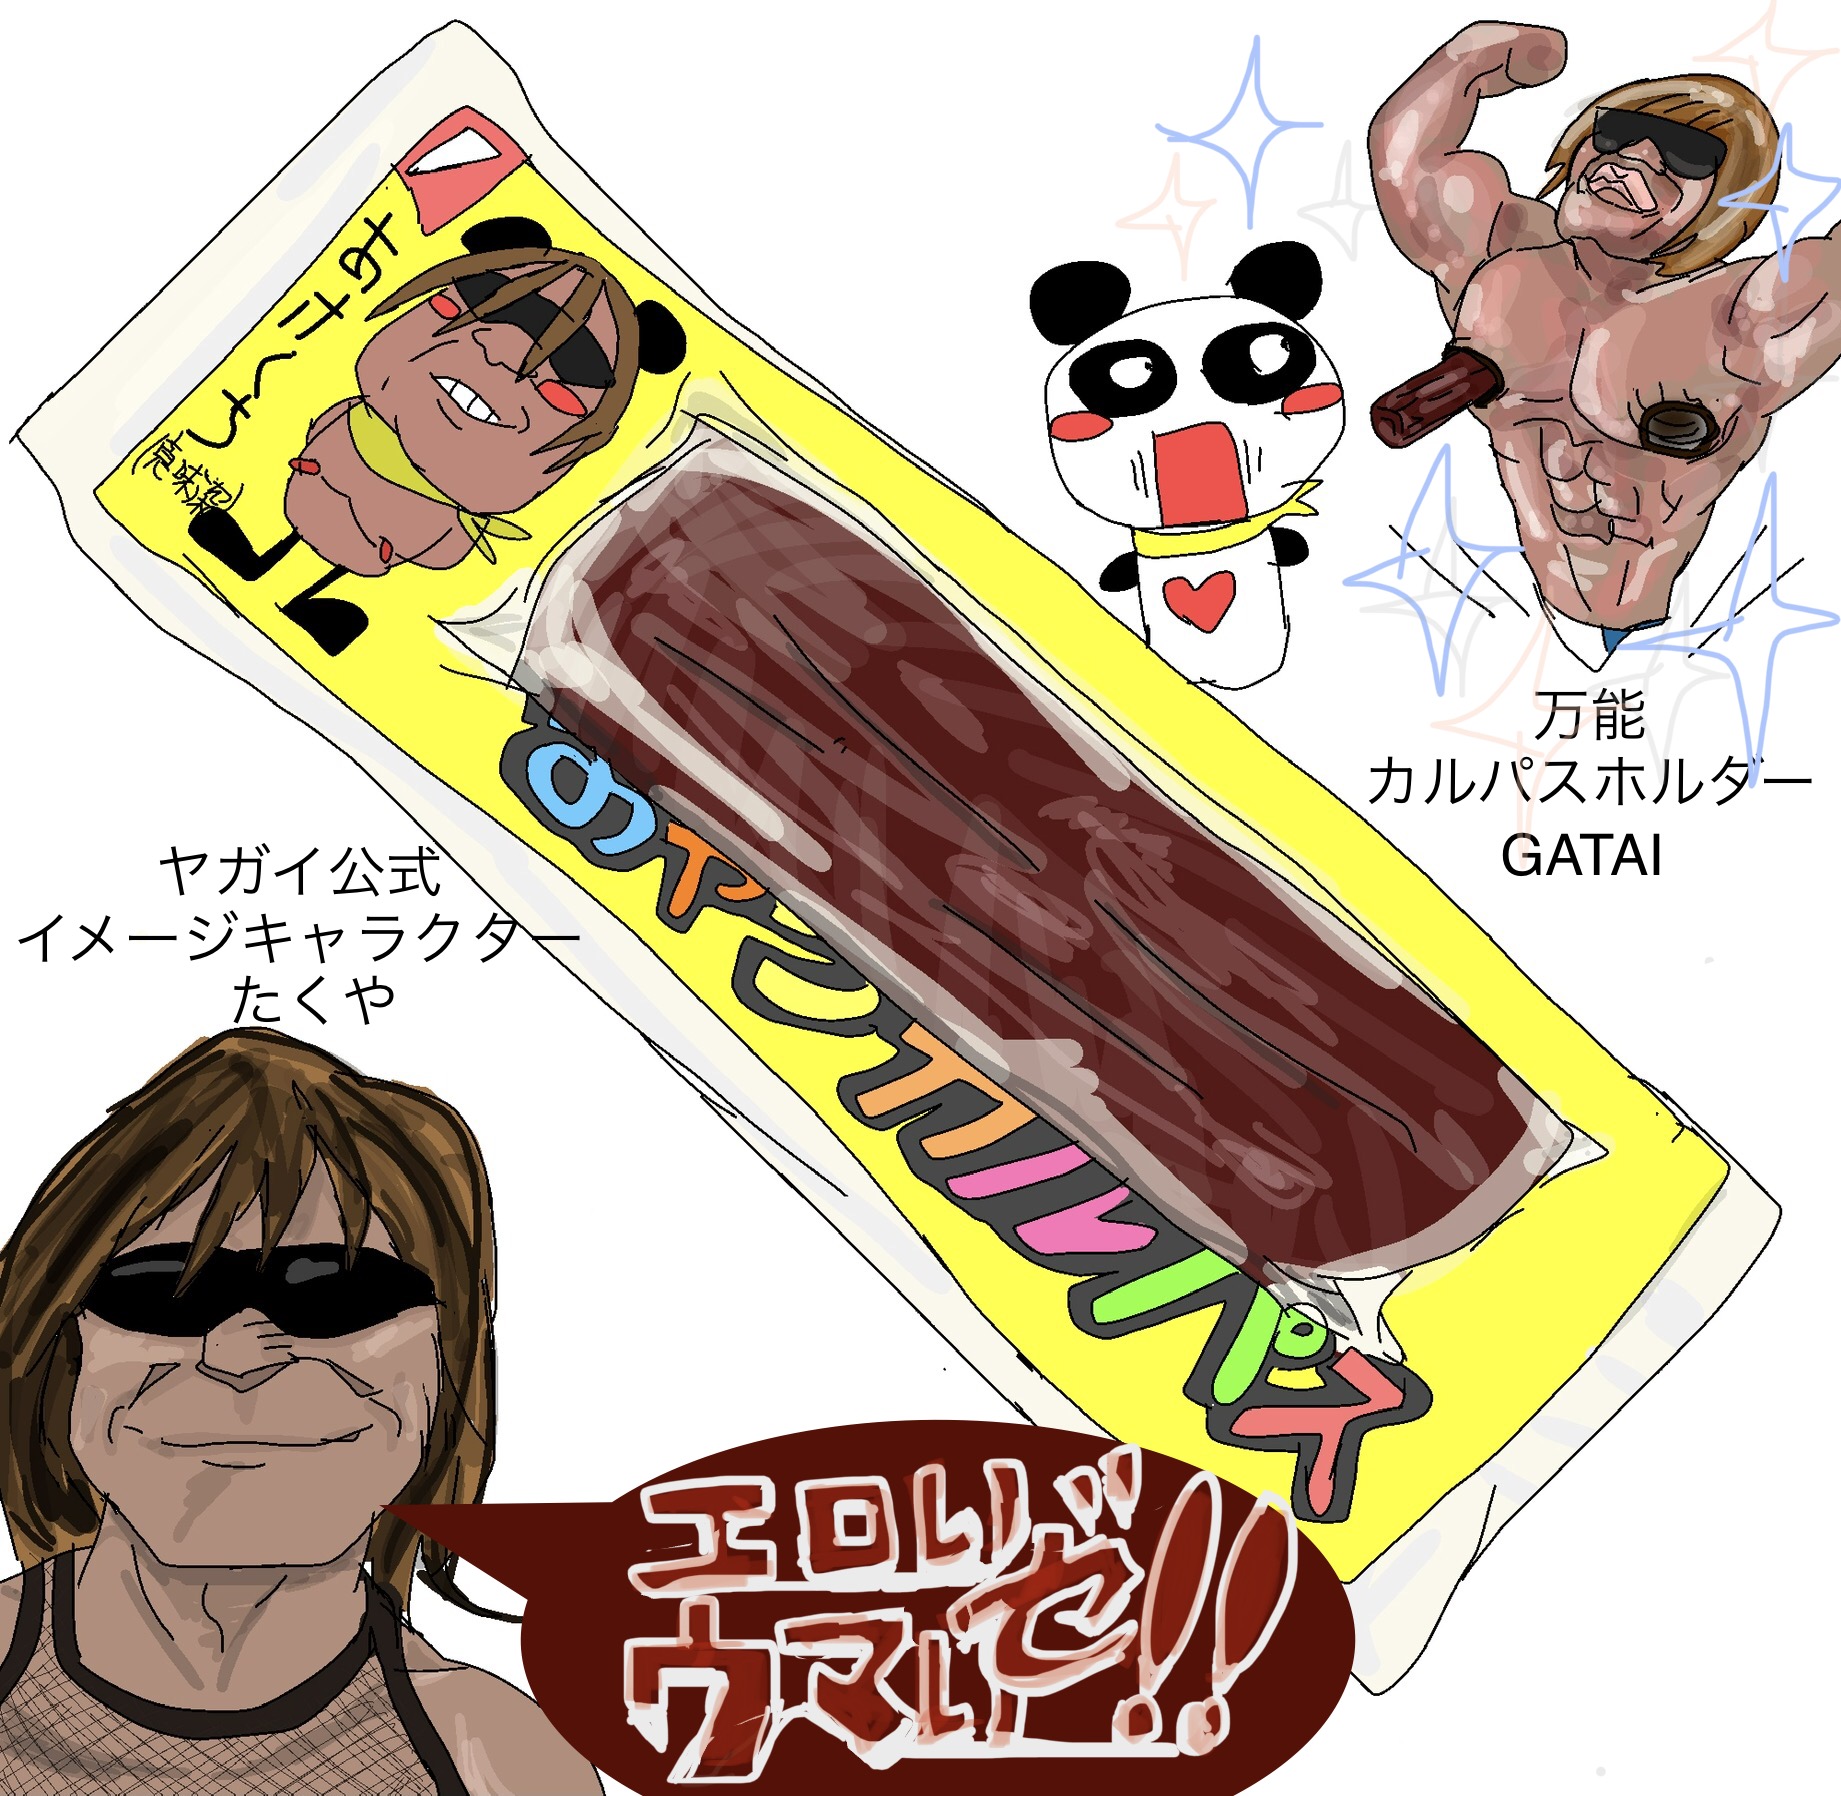 おやつカルパス
万能
カルパスホルダー
GATAI
ヤガイ公式
イメージキャラクター
たくや
エロい
ウマいぜ!!